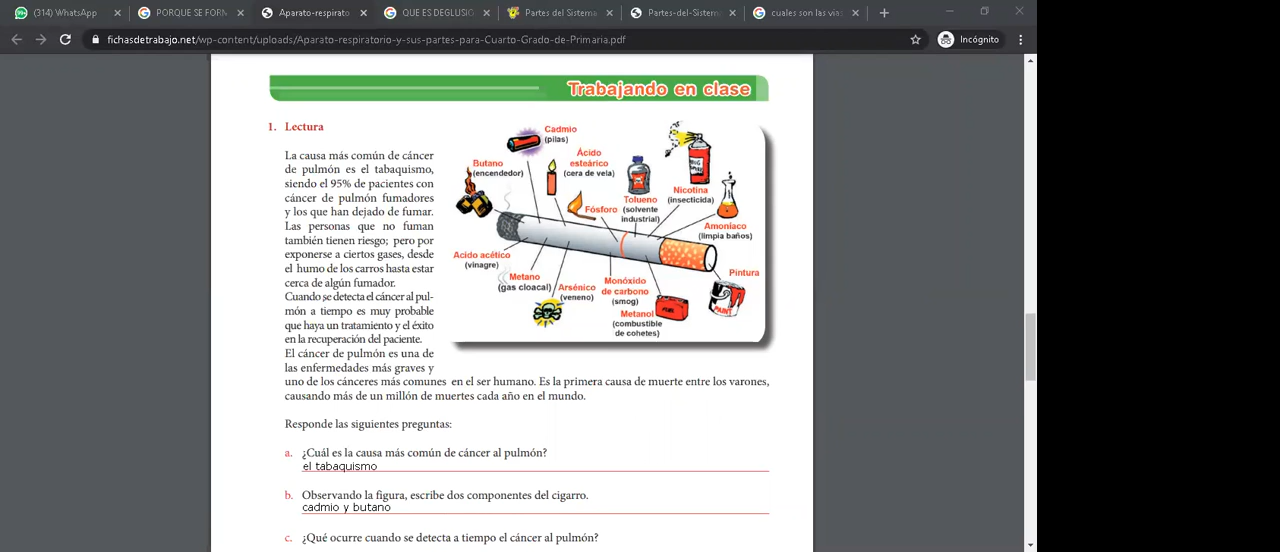 (314) WhatsApp
PORQUE SE FORM
Aparato-respirato
QUE ES DEGLUSIÓ
Partes del Sistema
Partes-del-Sistem
cuales son las vias
fichasdetrabajo.net/wp-content/uploads/Aparato-respiratorio-y-sus-partes-para-Cuarto-Grado-de-Primaria.pdf
Incógnito
Trabajando en clase
1. Lectura
La causa más común de cáncer
de pulmón es el tabaquismo,
siendo el 95% de pacientes con
cáncer de pulmón fumadores
y los que han dejado de fumar.
Las personas que no fuman
también tienen riesgo; pero por
exponerse a ciertos gases, desde
el humo de los carros hasta estar
cerca de algún fumador.
Cuando se detecta el cáncer al pul-
món a tiempo es muy probable
que haya un tratamiento y el éxito
en la recuperación del paciente.
El cáncer de pulmón es una de
las enfermedades más graves y
uno de los cánceres más comunes en el ser humano. Es la primera causa de muerte entre los varones,
causando más de un millón de muertes cada año en el mundo.
Cadmio
(pilas)
Butano
(encendedor)
Ácido
esteárico
(cera de vela)
Fósforo
Tolueno
(solvente
industrial)
Nicotina
(insecticida)
Amoniaco
(limpia baños)
Acido acético
(vinagre)
Metano
(gas cloacal)
Arsénico
(veneno)
Monóxido
de carbono
(smog)
Metanol
(combustible
de cohetes)
Pintura
PAINT
Responde las siguientes preguntas:
a. ¿Cuál es la causa más común de cáncer al pulmón?
el tabaquismo
b. Observando la figura, escribe dos componentes del cigarro.
cadmio y butano
c. ¿Qué ocurre cuando se detecta a tiempo el cáncer al pulmón?